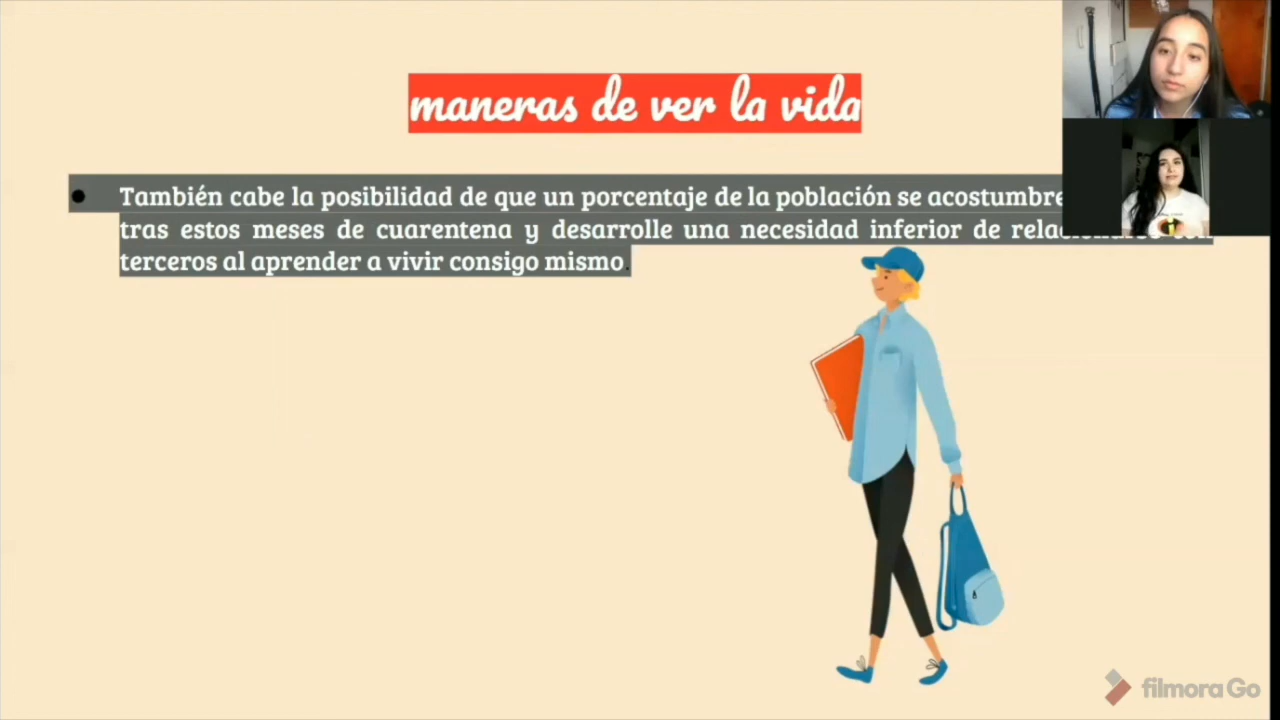 maneras de ver la vida
● También cabe la posibilidad de que un porcentaje de la población se acostumbre
tras estos meses de cuarentena y desarrolle una necesidad inferior de
terceros al aprender a vivir consigo mismo.
filmora Go